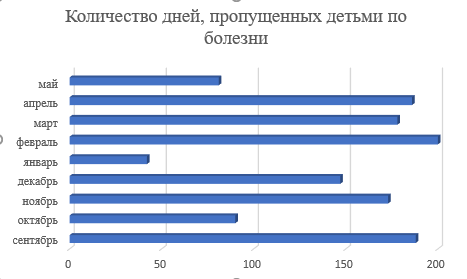 Количество дней, пропущенных детьми по
болезни
май
апрель
март
февраль
январь
декабрь
ноябрь
октябрь
сентябрь
0 50 100 150 200